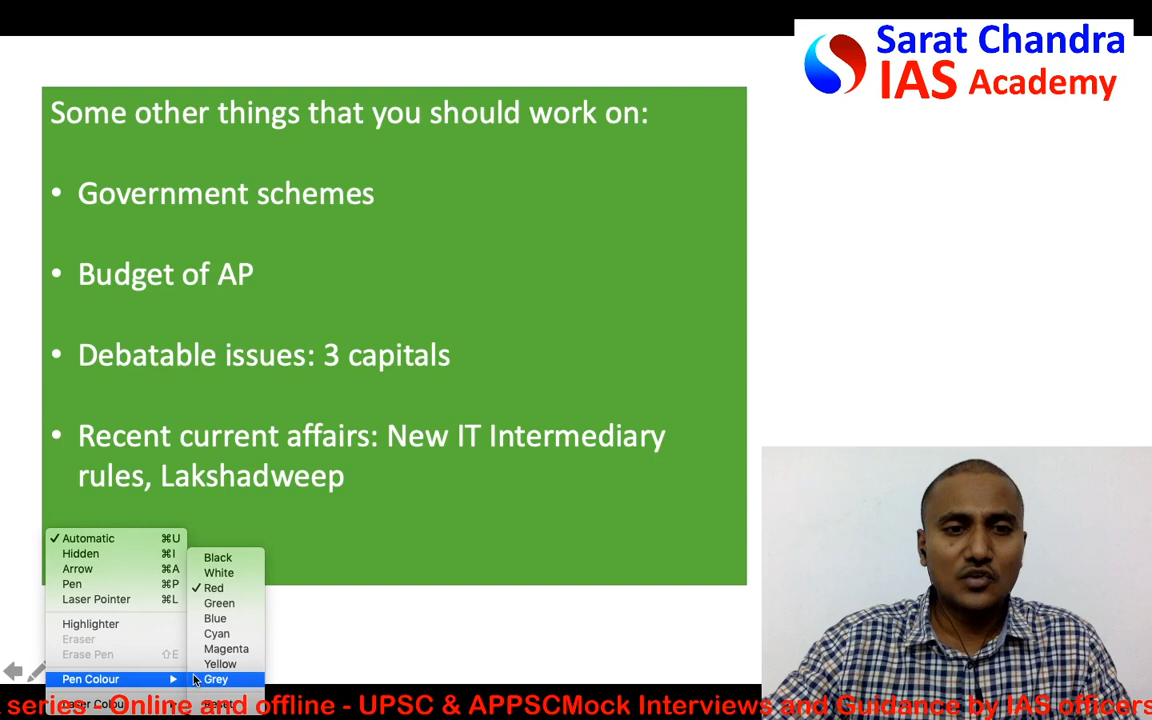 Sarat Chandra
IAS Academy
Some other things that you should work on:
• Government schemes
• Budget of AP
• Debatable issues: 3 capitals
• Recent current affairs: New IT Intermediary
rules, Lakshadweep
✓ Automatic ⌘U
Hidden ⌘I
Arrow ⌘A
Pen ⌘P
Laser Pointer ⌘L
Highlighter
Eraser
Erase Pen ⇧E
Pen Colour ▶
Black
White
✓ Red
Green
Blue
Cyan
Magenta
Yellow
Grey
series - Online and offline - UPSC & APPSCMock Interviews and Guidance by IAS officers